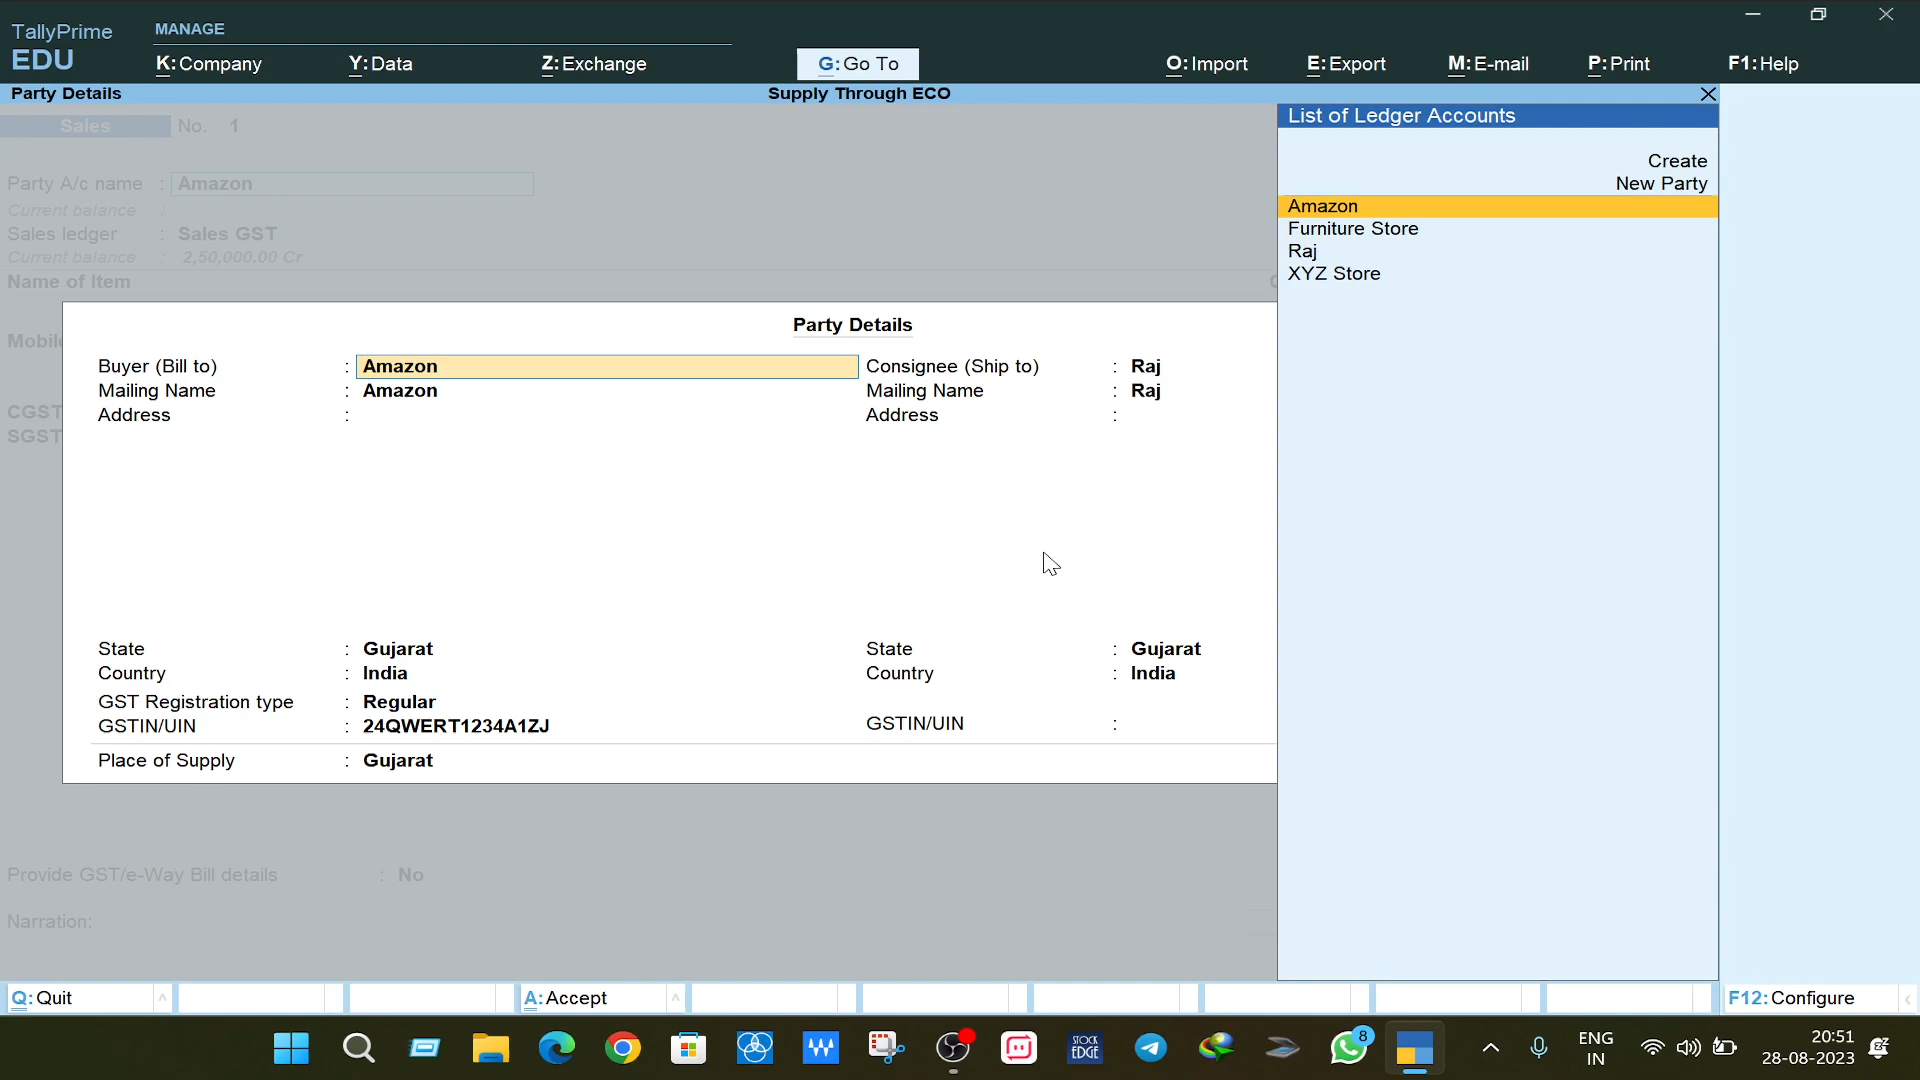 TallyPrime
EDU
MANAGE
K:Company
Y:Data
Z:Exchange
G:Go To
O:Import
E:Export
M:E-mail
P:Print
F1:Help
Party Details
Supply Through ECO
Sales No. 1
Party A/c name : Amazon
Current balance :
Sales ledger : Sales GST
Current balance : 2,50,000.00 Cr
Name of Item
Party Details
Buyer (Bill to) : Amazon
Mailing Name : Amazon
Address :
State : Gujarat
Country : India
GST Registration type : Regular
GSTIN/UIN : 24QWERT1234A1ZJ
Place of Supply : Gujarat
Consignee (Ship to) : Raj
Mailing Name : Raj
Address :
State : Gujarat
Country : India
GSTIN/UIN :
CGST
SGST
List of Ledger Accounts
Create
New Party
Amazon
Furniture Store
Raj
XYZ Store
Provide GST/e-Way Bill details : No
Narration:
Q:Quit
A:Accept
F12:Configure
STOCK
EDGE
8
ENG
IN
20:51
28-08-2023